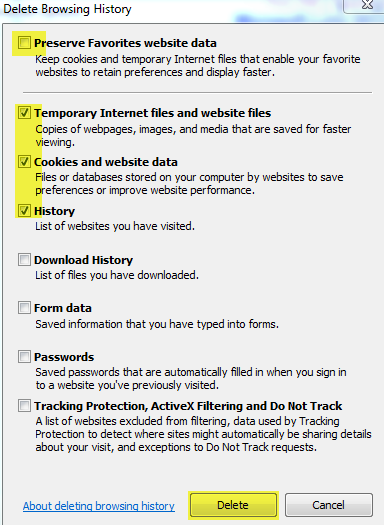 Delete Browsing History
Preserve Favorites website data
Keep cookies and temporary Internet files that enable your favorite
websites to retain preferences and display faster.
Temporary Internet files and website files
Copies of webpages, images, and media that are saved for faster
viewing.
Cookies and website data
Files or databases stored on your computer by websites to save
preferences or improve website performance.
History
List of websites you have visited.
Download History
List of files you have downloaded.
Form data
Saved information that you have typed into forms.
Passwords
Saved passwords that are automatically filled in when you sign in
to a website you've previously visited.
Tracking Protection, ActiveX Filtering and Do Not Track
A list of websites excluded from filtering, data used by Tracking
Protection to detect where sites might automatically be sharing details
about your visit, and exceptions to Do Not Track requests.
About deleting browsing history
Delete
Cancel